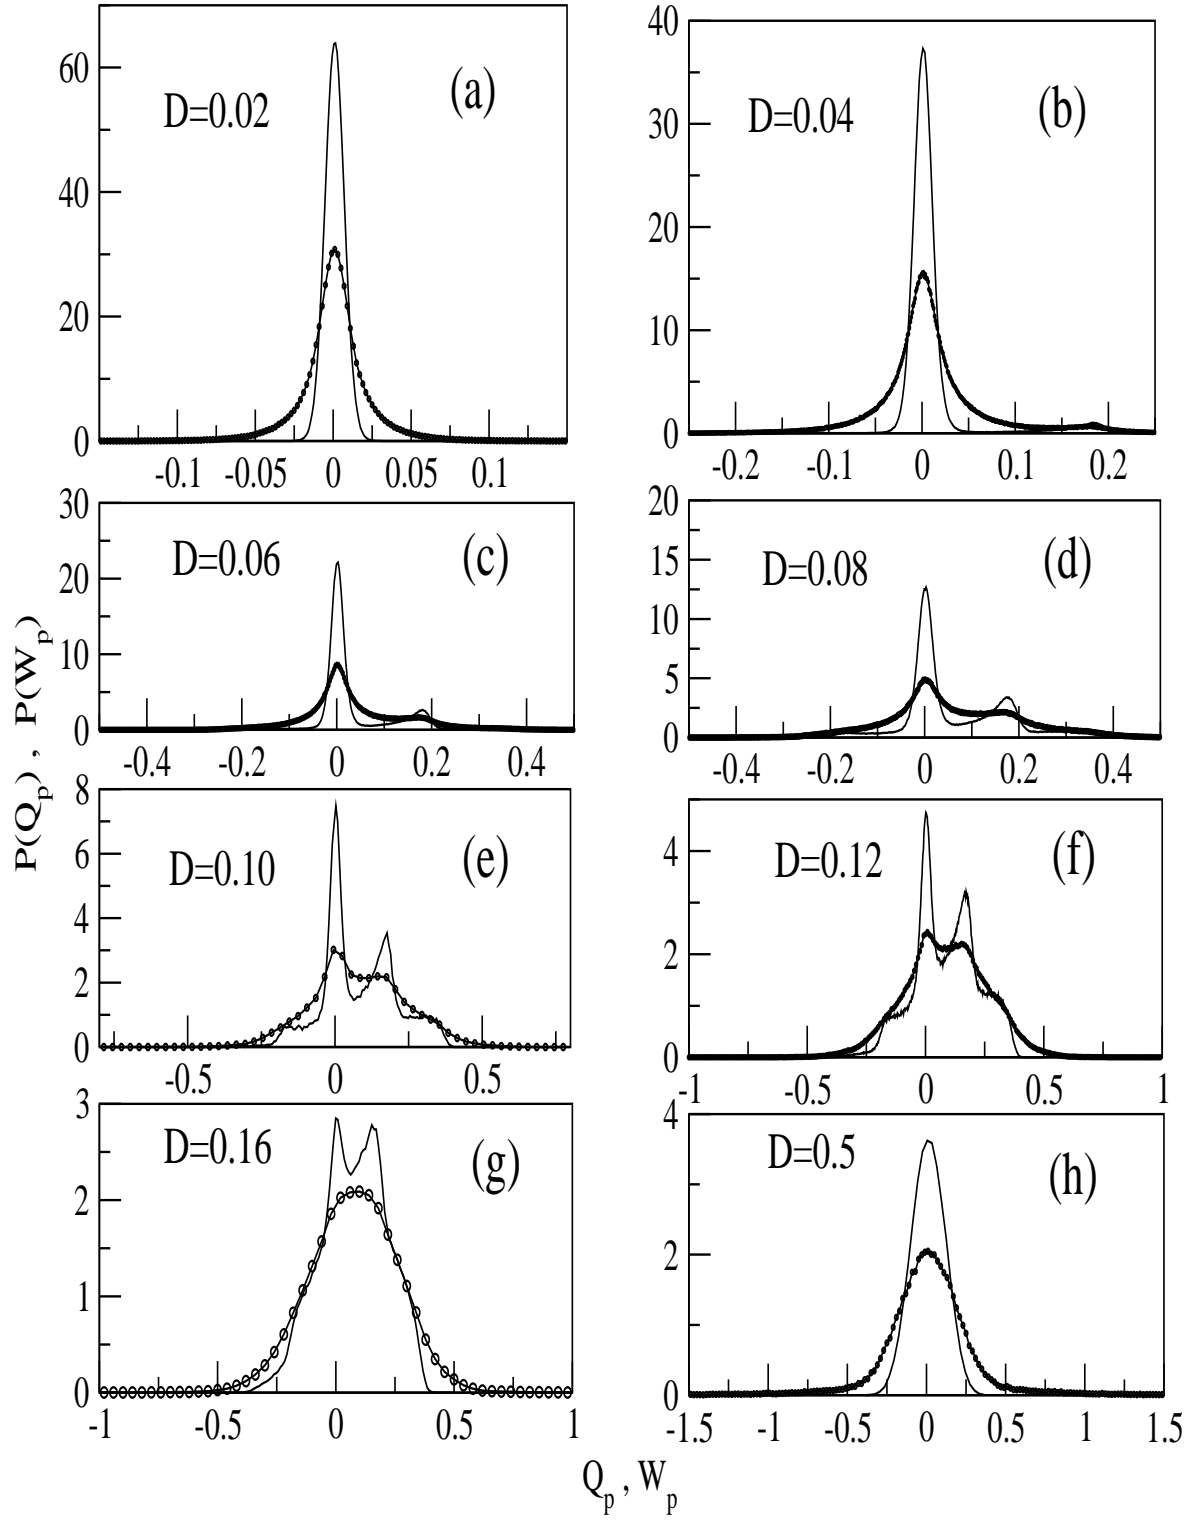 (a)
D=0.02
60
40
20
0
-0.1 -0.05 0 0.05 0.1
(b)
D=0.04
40
30
20
10
0
-0.2 -0.1 0 0.1 0.2
(c)
D=0.06
30
20
10
0
-0.4 -0.2 0 0.2 0.4
(d)
D=0.08
20
15
10
5
0
-0.4 -0.2 0 0.2 0.4
(e)
D=0.10
8
6
4
2
0
-0.5 0 0.5
(f)
D=0.12
4
2
0
-1 -0.5 0 0.5 1
(g)
D=0.16
3
2
1
0
-1 -0.5 0 0.5 1
(h)
D=0.5
4
2
0
-1.5 -1 -0.5 0 0.5 1 1.5
P(Qp) , P(Wp)
Qp , Wp